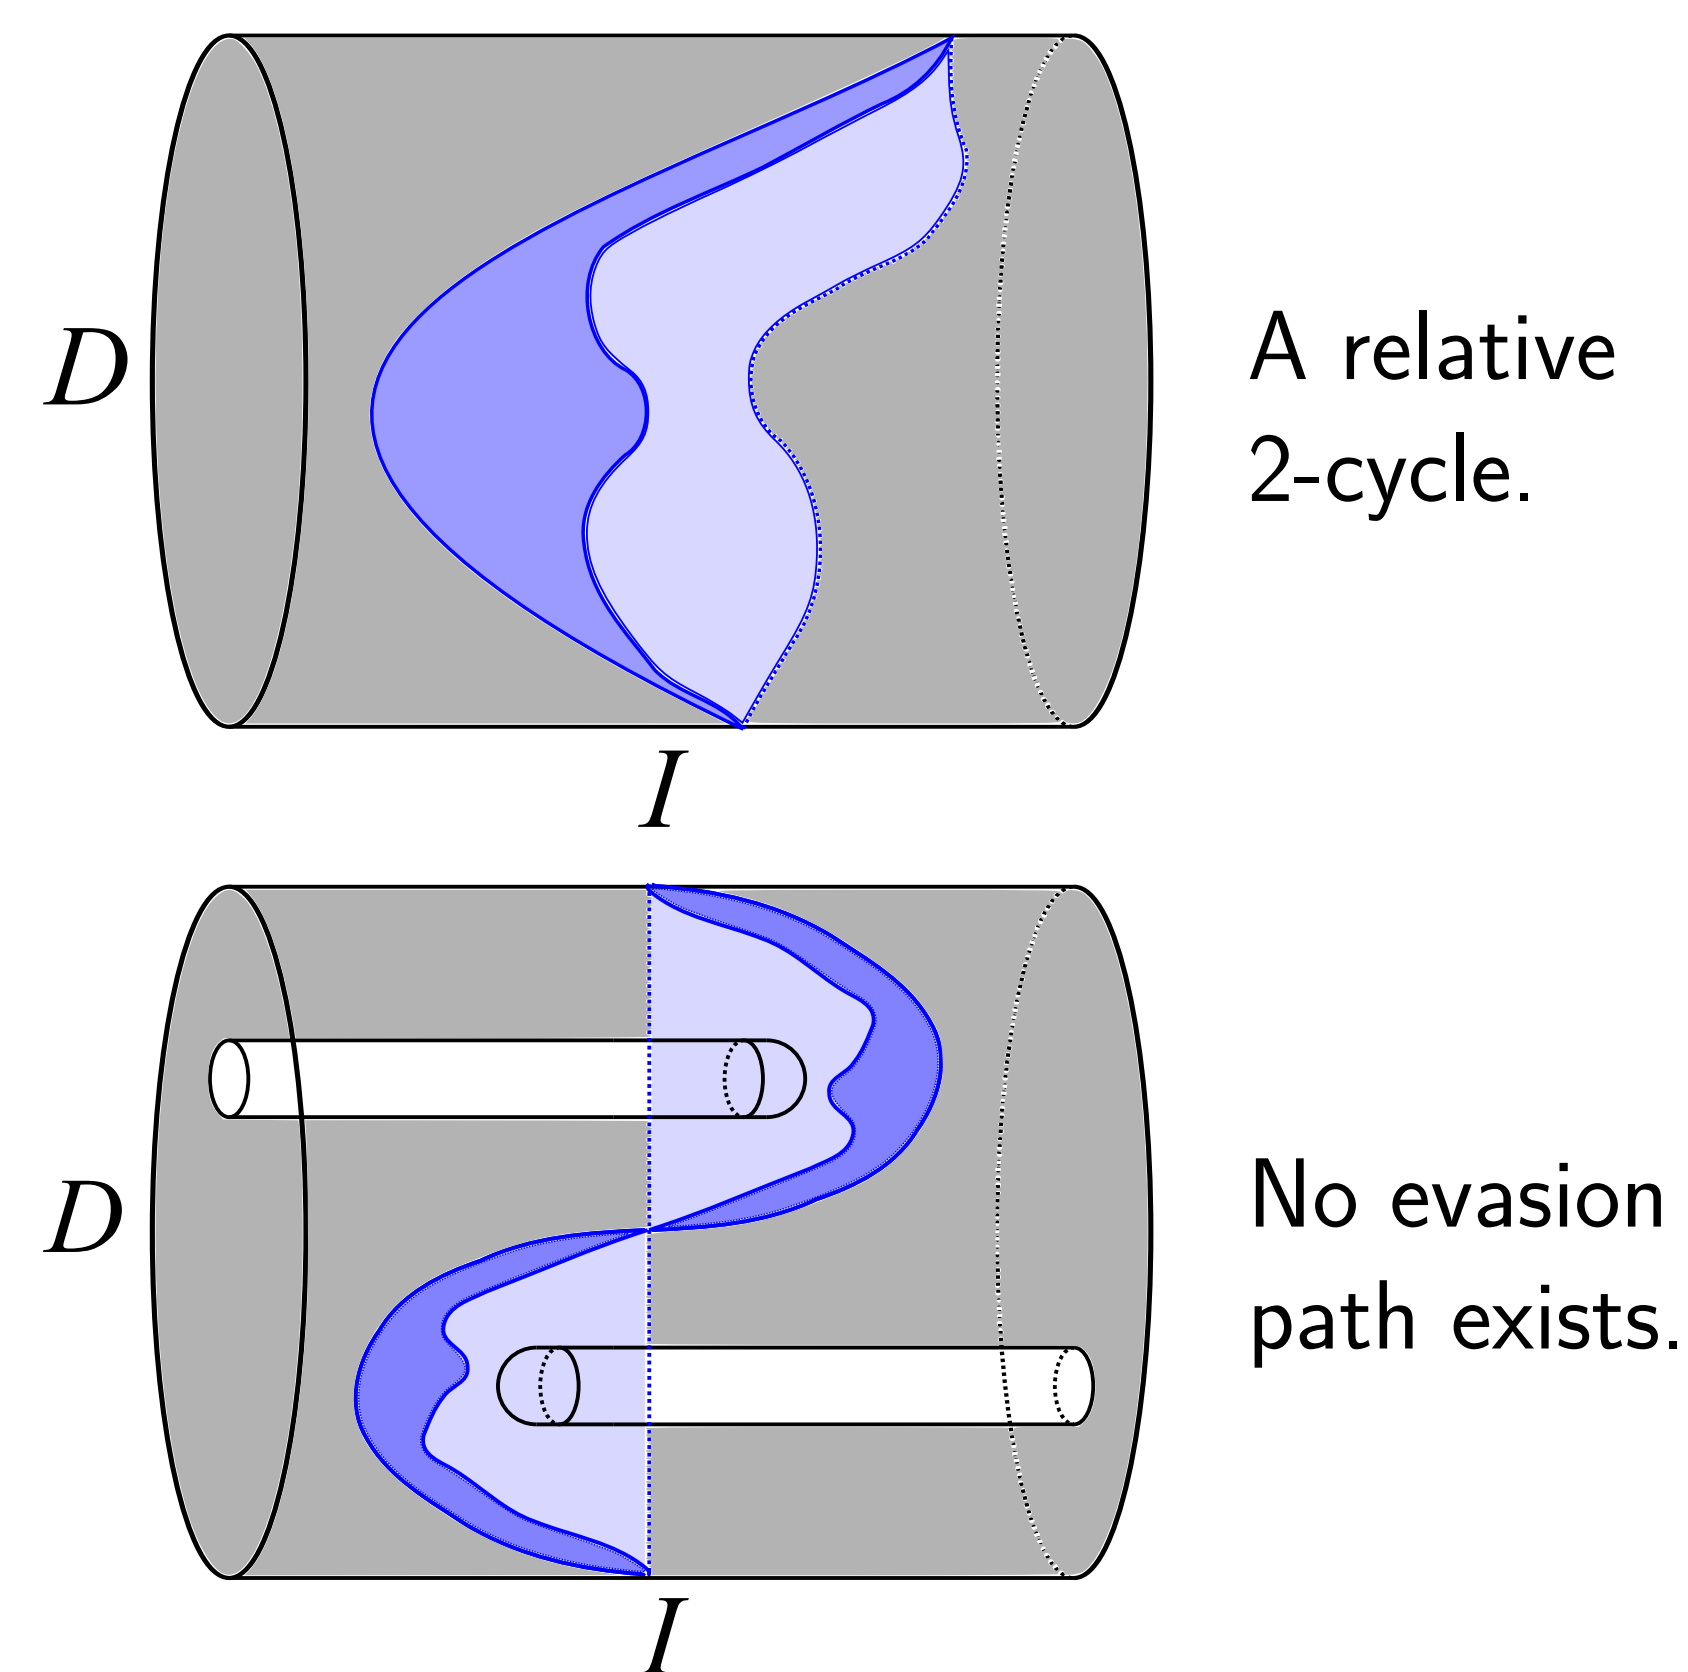 D
A relative
2-cycle.
I
D
No evasion
path exists.
I